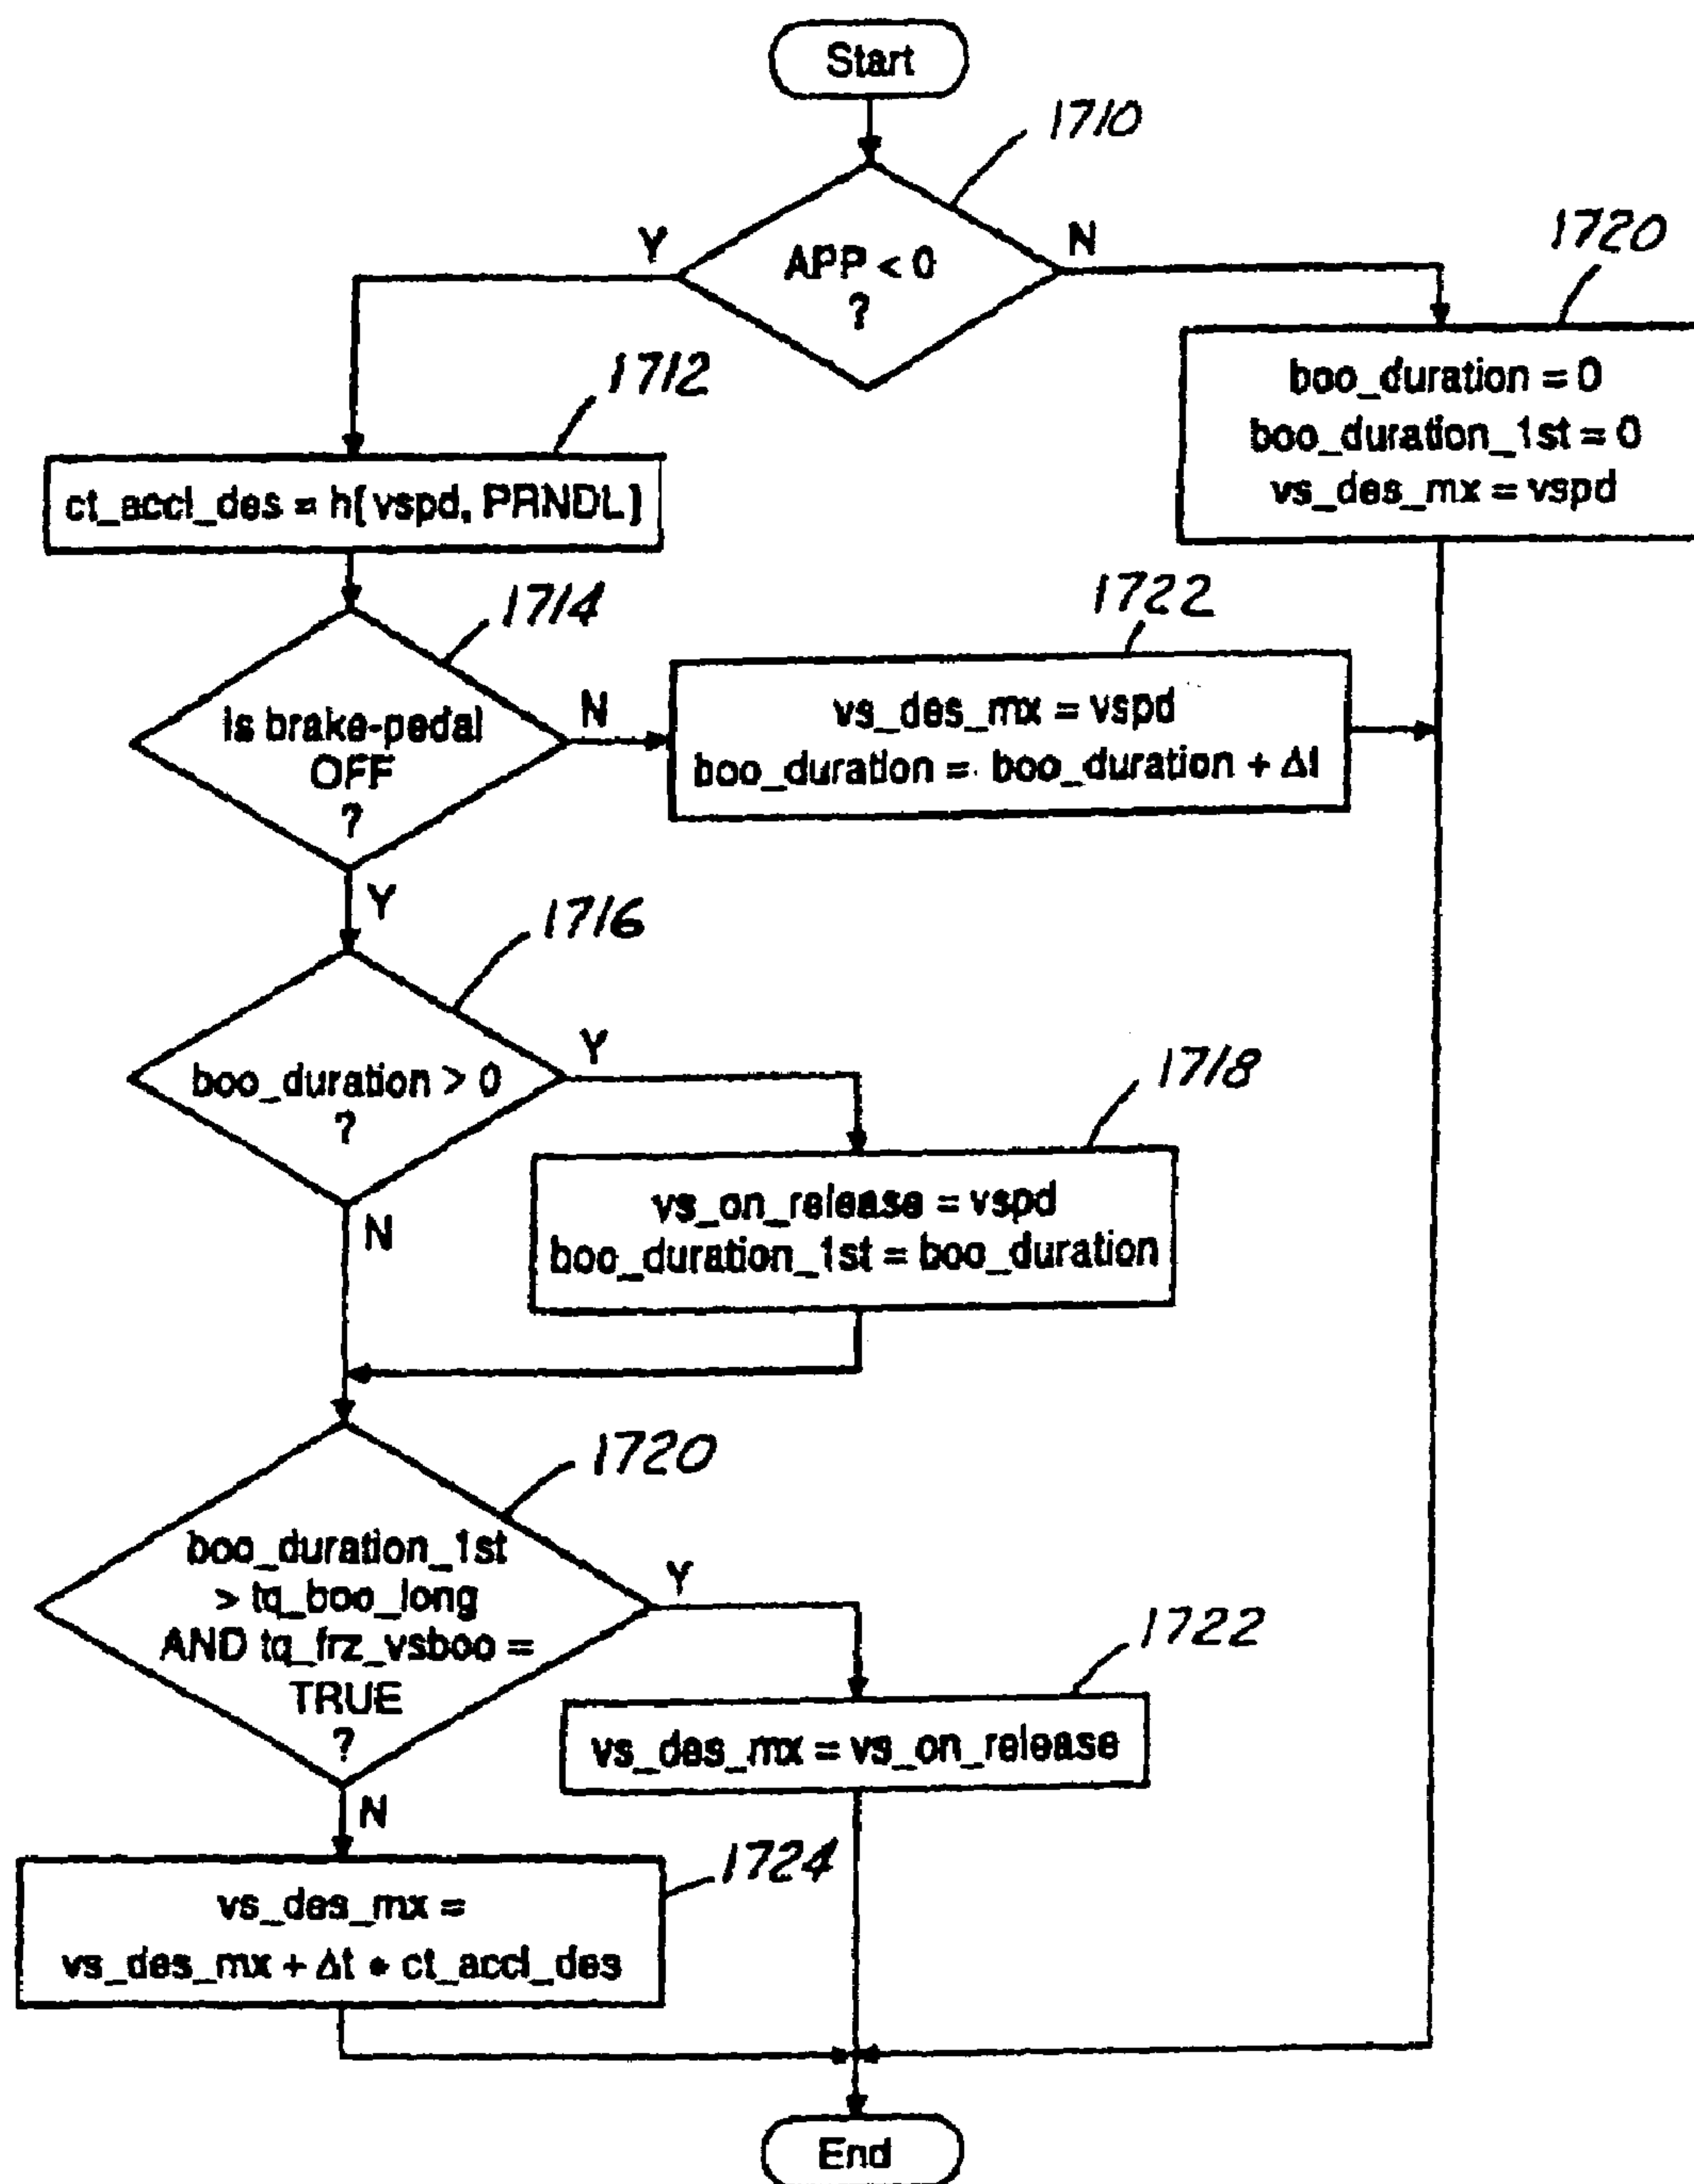 Start
1710
APP < 0
?
Y
N
1720
boo_duration = 0
boo_duration_1st = 0
vs_des_mx = vspd
1712
ct_accl_des = h[vspd, PRNDL]
1714
Is brake-pedal
OFF
?
N
Y
1722
vs_des_mx = vspd
boo_duration = boo_duration + Δt
1716
boo_duration > 0
?
Y
N
1718
vs_on_release = vspd
boo_duration_1st = boo_duration
1720
boo_duration_1st
> tq_boo_long
AND tq_frz_vsboo =
TRUE
?
Y
N
1722
vs_des_mx = vs_on_release
1724
vs_des_mx =
vs_des_mx + Δt * ct_accl_des
End